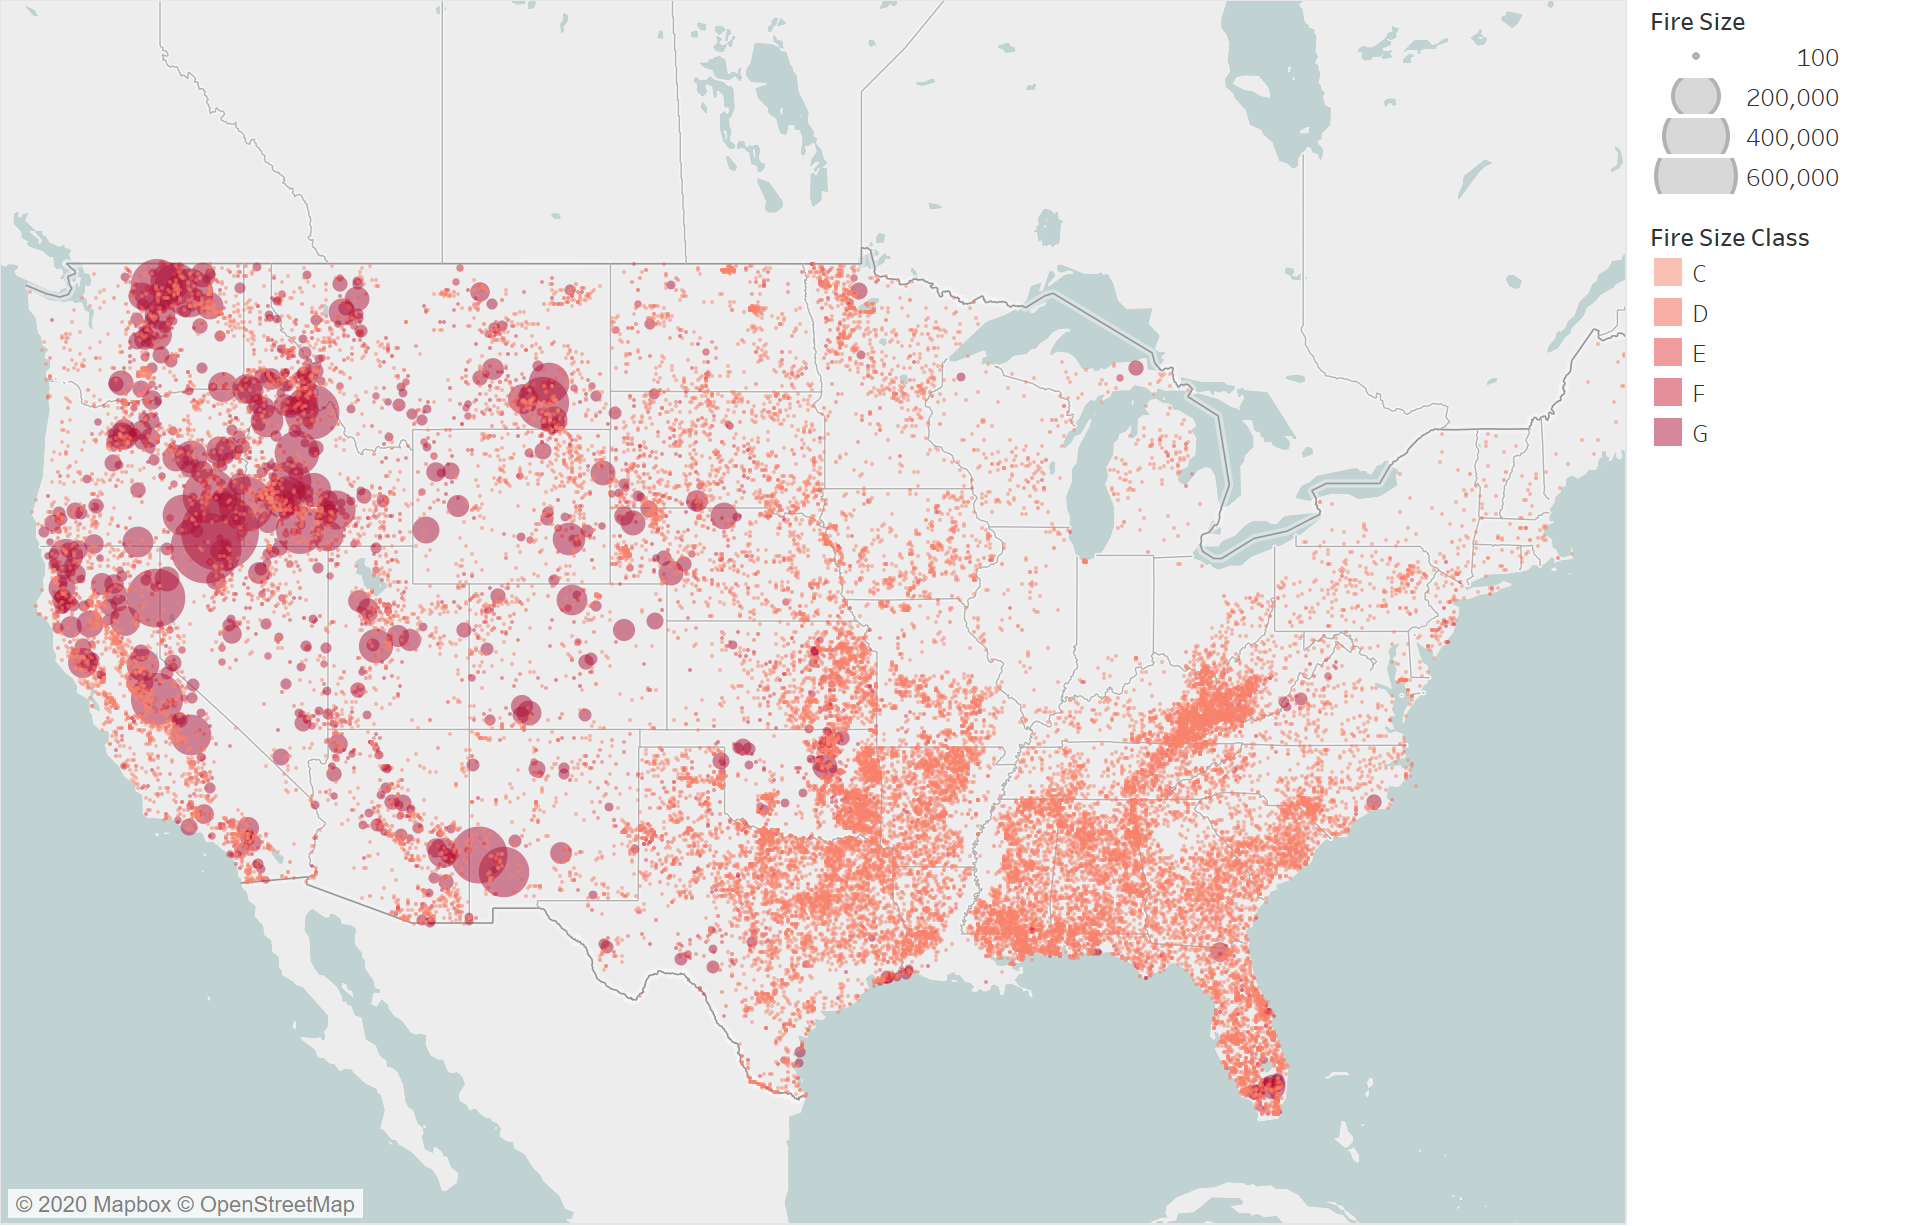 Fire Size
100
200,000
400,000
600,000
Fire Size Class
C
D
E
F
G
© 2020 Mapbox © OpenStreetMap